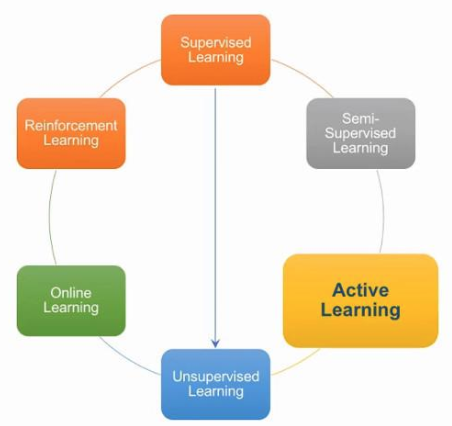 Supervised
Learning
Semi-
Supervised
Learning
Active
Learning
Unsupervised
Learning
Online
Learning
Reinforcement
Learning